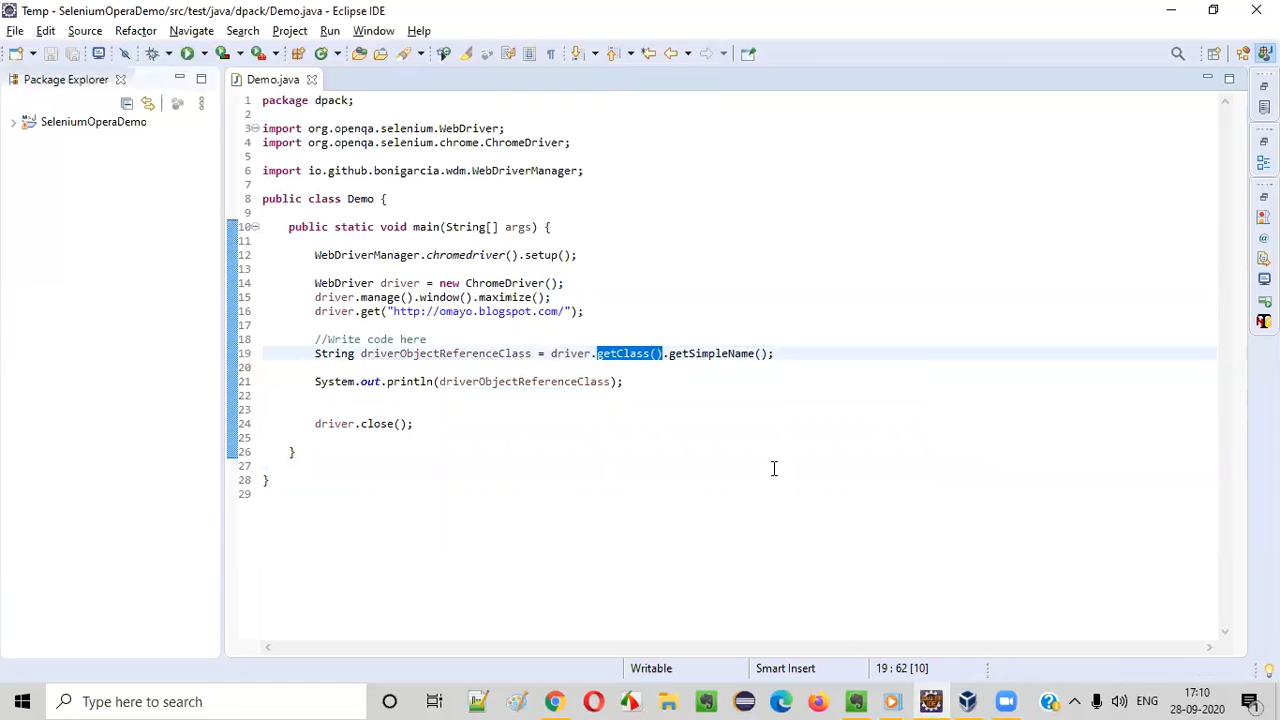 Temp - SeleniumOperaDemo/src/test/java/dpack/Demo.java - Eclipse IDE
File Edit Source Refactor Navigate Search Project Run Window Help
Package Explorer
Demo.java
SeleniumOperaDemo
1 package dpack;
2
3 import org.openqa.selenium.WebDriver;
4 import org.openqa.selenium.chrome.ChromeDriver;
5
6 import io.github.bonigarcia.wdm.WebDriverManager;
7
8 public class Demo {
9
10 public static void main(String[] args) {
11
12 WebDriverManager.chromedriver().setup();
13
14 WebDriver driver = new ChromeDriver();
15 driver.manage().window().maximize();
16 driver.get("http://omayo.blogspot.com/");
17
18 //Write code here
19 String driverObjectReferenceClass = driver.getClass().getSimpleName();
20
21 System.out.println(driverObjectReferenceClass);
22
23
24 driver.close();
25
26 }
27
28 }
29
Writable Smart Insert 19 : 62 [10]
Type here to search
ENG
17:10
28-09-2020